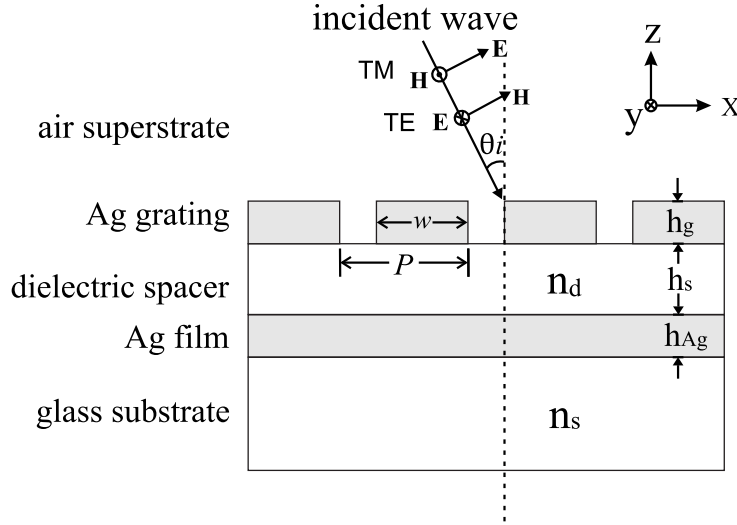 incident wave
TM
H
E
TE
E
H
θi
z
y
x
air superstrate
Ag grating
w
hg
P
dielectric spacer
nd
hs
Ag film
hAg
glass substrate
ns